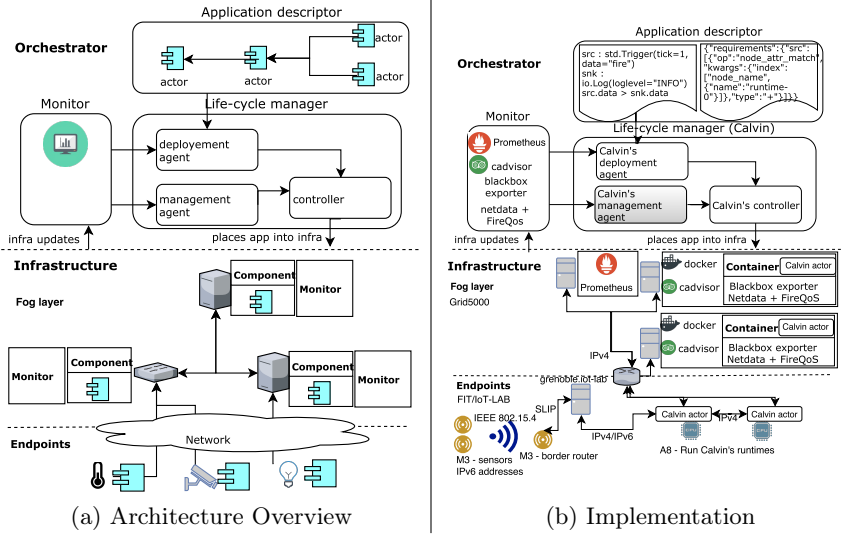 Application descriptor
Orchestrator
actor
actor
actor
actor
Monitor
Life-cycle manager
deployement
agent
management
agent
controller
infra updates
places app into infra
Infrastructure
Fog layer
Component
Monitor
Monitor
Component
Component
Monitor
Endpoints
Network
(a) Architecture Overview
Application descriptor
Orchestrator
src : std.Trigger(tick=1,
data="fire")
snk :
io.Log(loglevel="INFO")
src.data > snk.data
{"requirements":{"src":
[{"op":"node_attr_match",
"kwargs":{"index":
["node_name",
{"name":"runtime-
0"}]},"type":"+"}]}}
Monitor
Prometheus
cadvisor
blackbox
exporter
netdata +
FireQos
Life-cycle manager (Calvin)
Calvin's
deployment
agent
Calvin's
management
agent
Calvin's controller
infra updates
places app into infra
Infrastructure
Fog layer
Grid5000
Prometheus
docker
cadvisor
Container
Calvin actor
Blackbox exporter
Netdata + FireQoS
docker
cadvisor
Container
Calvin actor
Blackbox exporter
Netdata + FireQoS
IPv4
grenoble.iot-lab
Endpoints
FIT/IoT-LAB
IEEE 802.15.4
SLIP
IPv4/IPv6
Calvin actor
IPv4
Calvin actor
CPU
CPU
M3 - sensors
IPv6 addresses
M3 - border router
A8 - Run Calvin's runtimes
(b) Implementation